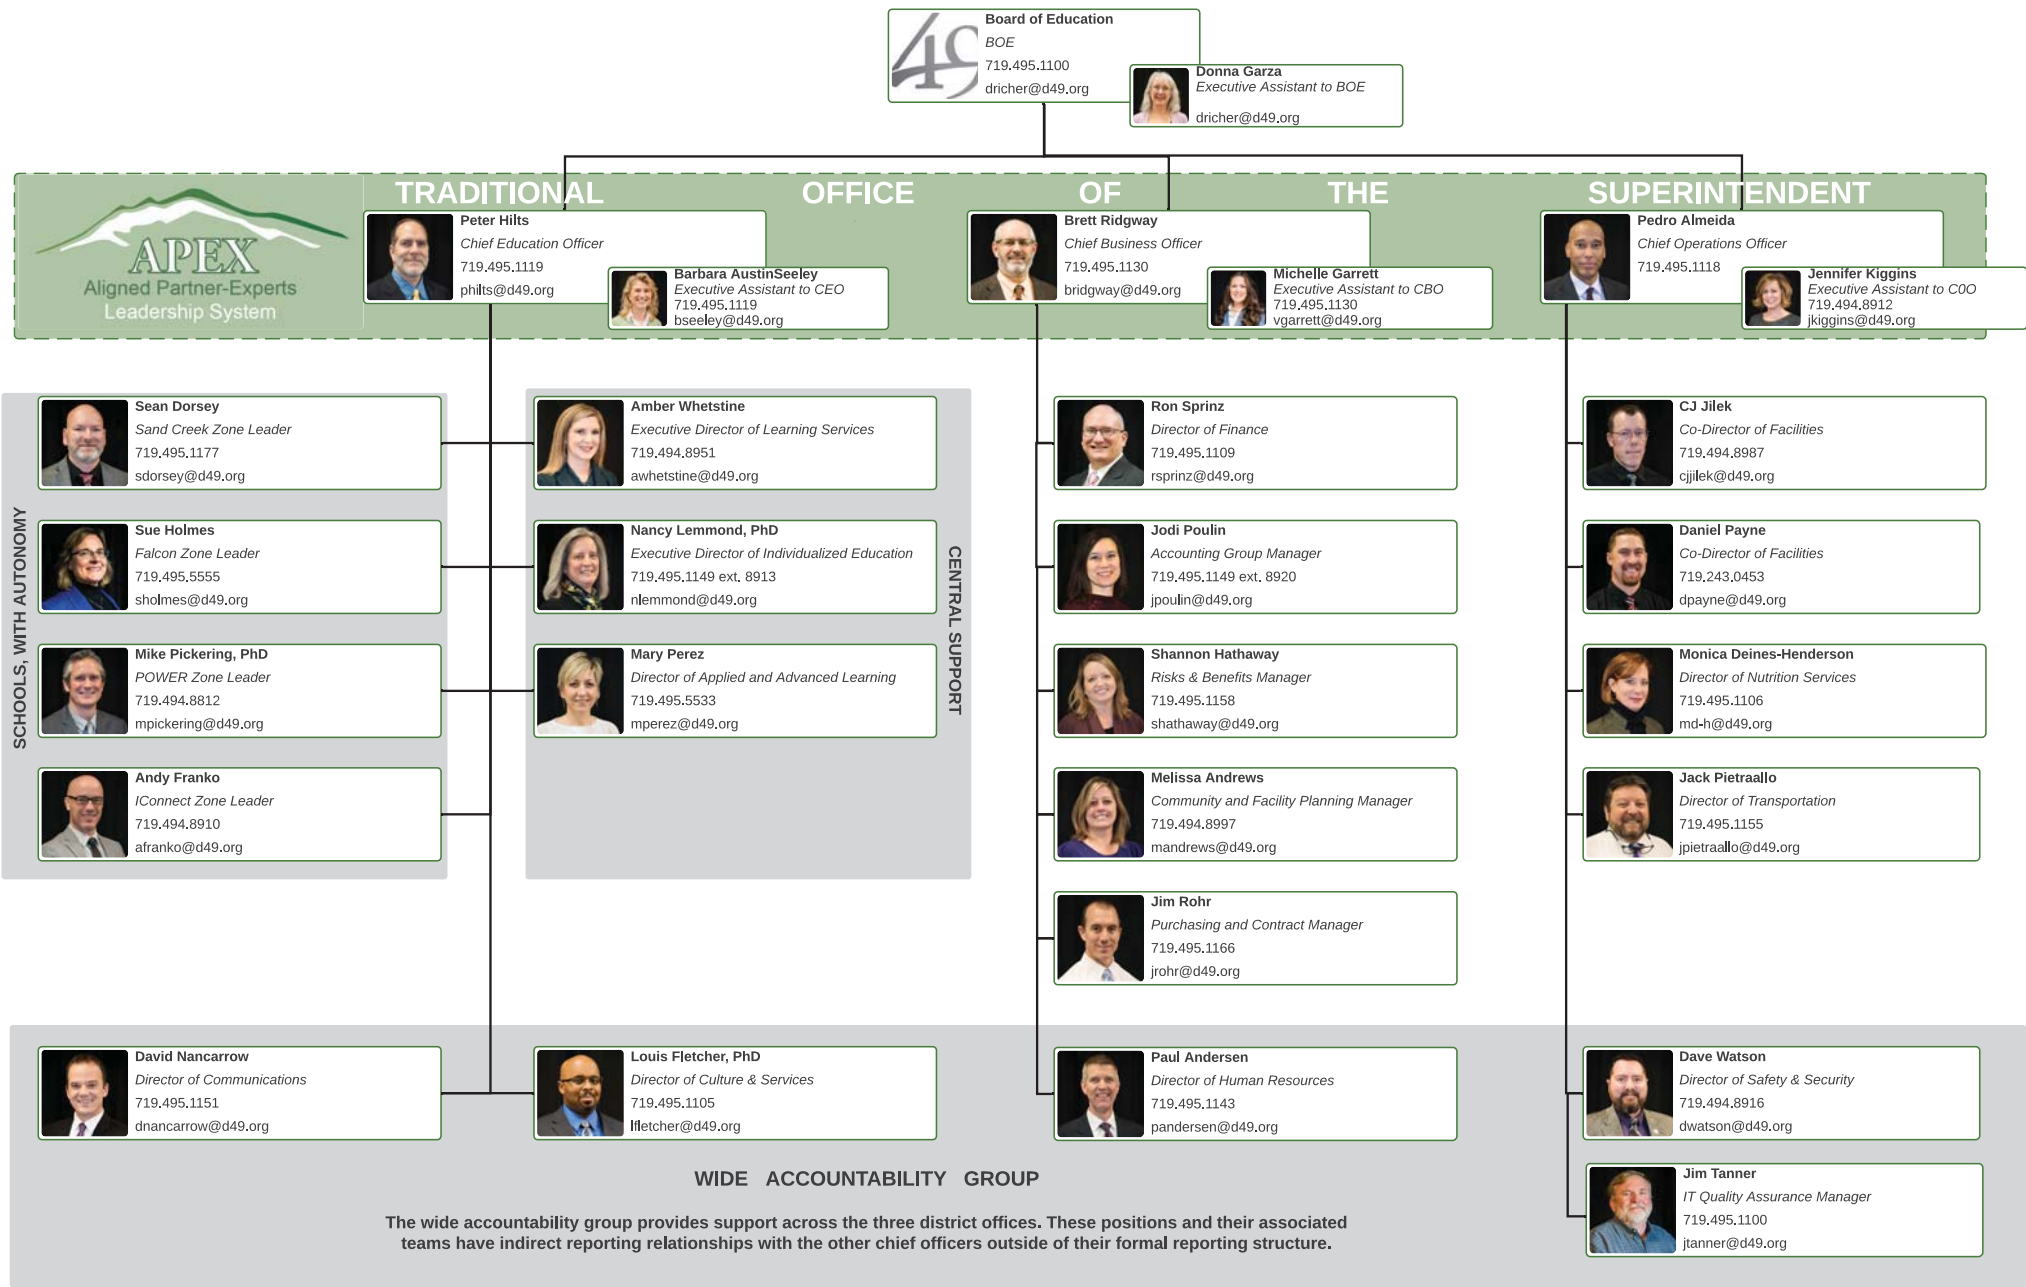 49
Board of Education
BOE
719.495.1100
dricher@d49.org
Donna Garza
Executive Assistant to BOE
dricher@d49.org
TRADITIONAL OFFICE OF THE SUPERINTENDENT
APEX
Aligned Partner-Experts
Leadership System
Peter Hilts
Chief Education Officer
719.495.1119
philts@d49.org
Barbara AustinSeeley
Executive Assistant to CEO
719.495.1119
bseeley@d49.org
Brett Ridgway
Chief Business Officer
719.495.1130
bridgway@d49.org
Michelle Garrett
Executive Assistant to CBO
719.495.1130
vgarrett@d49.org
Pedro Almeida
Chief Operations Officer
719.495.1118
Jennifer Kiggins
Executive Assistant to C0O
719.494.8912
jkiggins@d49.org
SCHOOLS, WITH AUTONOMY
Sean Dorsey
Sand Creek Zone Leader
719.495.1177
sdorsey@d49.org
Sue Holmes
Falcon Zone Leader
719.495.5555
sholmes@d49.org
Mike Pickering, PhD
POWER Zone Leader
719.494.8812
mpickering@d49.org
Andy Franko
IConnect Zone Leader
719.494.8910
afranko@d49.org
CENTRAL SUPPORT
Amber Whetstine
Executive Director of Learning Services
719.494.8951
awhetstine@d49.org
Nancy Lemmond, PhD
Executive Director of Individualized Education
719.495.1149 ext. 8913
nlemmond@d49.org
Mary Perez
Director of Applied and Advanced Learning
719.495.5533
mperez@d49.org
Ron Sprinz
Director of Finance
719.495.1109
rsprinz@d49.org
Jodi Poulin
Accounting Group Manager
719.495.1149 ext. 8920
jpoulin@d49.org
Shannon Hathaway
Risks & Benefits Manager
719.495.1158
shathaway@d49.org
Melissa Andrews
Community and Facility Planning Manager
719.494.8997
mandrews@d49.org
Jim Rohr
Purchasing and Contract Manager
719.495.1166
jrohr@d49.org
CJ Jilek
Co-Director of Facilities
719.494.8987
cjjilek@d49.org
Daniel Payne
Co-Director of Facilities
719.243.0453
dpayne@d49.org
Monica Deines-Henderson
Director of Nutrition Services
719.495.1106
md-h@d49.org
Jack Pietraallo
Director of Transportation
719.495.1155
jpietraallo@d49.org
David Nancarrow
Director of Communications
719.495.1151
dnancarrow@d49.org
Louis Fletcher, PhD
Director of Culture & Services
719.495.1105
lfletcher@d49.org
Paul Andersen
Director of Human Resources
719.495.1143
pandersen@d49.org
Dave Watson
Director of Safety & Security
719.494.8916
dwatson@d49.org
Jim Tanner
IT Quality Assurance Manager
719.495.1100
jtanner@d49.org
WIDE ACCOUNTABILITY GROUP
The wide accountability group provides support across the three district offices. These positions and their associated
teams have indirect reporting relationships with the other chief officers outside of their formal reporting structure.